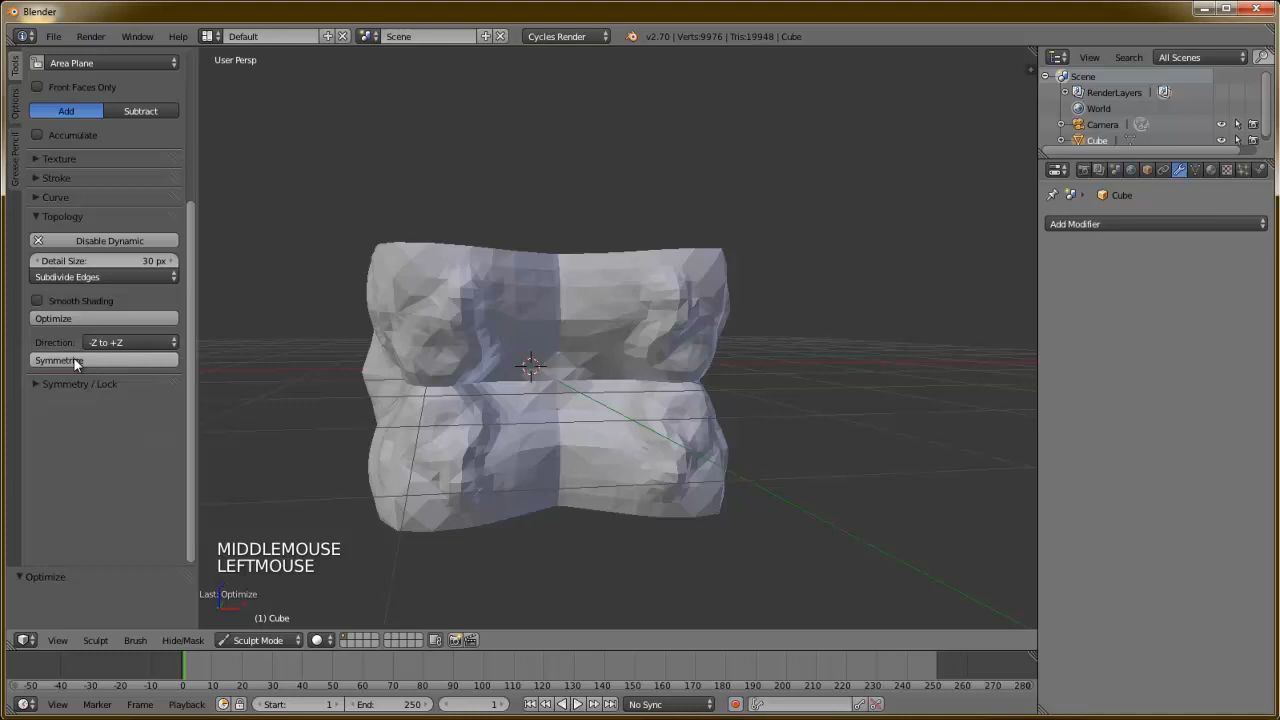 Blender
File Render Window Help Default Scene Cycles Render v2.70 | Verts:9976 | Tris:19948 | Cube
Area Plane
Front Faces Only
Add Subtract
Accumulate
Texture
Stroke
Curve
Topology
Disable Dynamic
Detail Size: 30 px
Subdivide Edges
Smooth Shading
Optimize
Direction: -Z to +Z
Symmetrize
Symmetry / Lock
Optimize
Tools
Options
Grease Pencil
User Persp
MIDDLEMOUSE
LEFTMOUSE
Last: Optimize
(1) Cube
View Search All Scenes
Scene
RenderLayers
World
Camera
Cube
Cube
Add Modifier
View Sculpt Brush Hide/Mask Sculpt Mode
-50 -40 -30 -20 -10 0 10 20 30 40 50 60 70 80 90 100 110 120 130 140 150 160 170 180 190 200 210 220 230 240 250 260 270 280
View Marker Frame Playback Start: 1 End: 250 1 No Sync